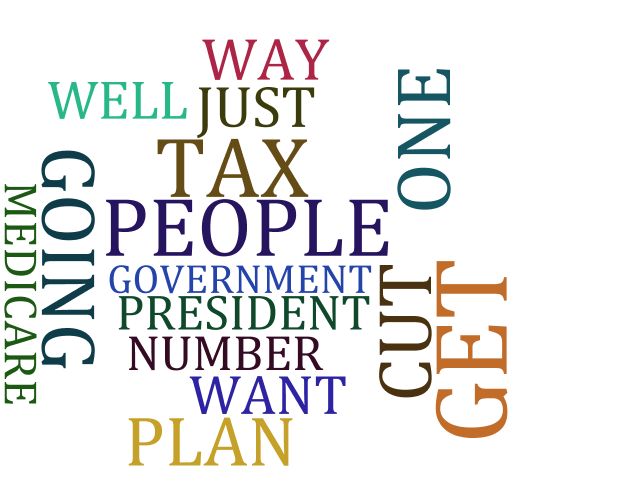 WAY
WELL
JUST
ONE
TAX
GOING
MEDICARE
PEOPLE
GOVERNMENT
CUT
GET
PRESIDENT
NUMBER
WANT
PLAN